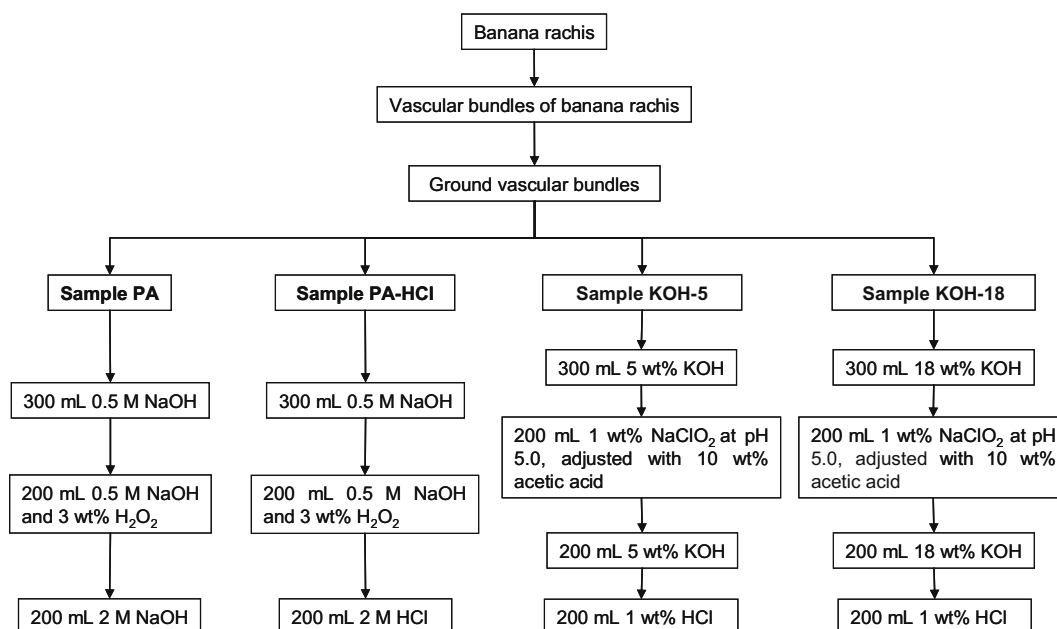 Banana rachis
Vascular bundles of banana rachis
Ground vascular bundles
Sample PA
Sample PA-HCl
Sample KOH-5
Sample KOH-18
300 mL 0.5 M NaOH
300 mL 0.5 M NaOH
300 mL 5 wt% KOH
300 mL 18 wt% KOH
200 mL 0.5 M NaOH
and 3 wt% H₂O₂
200 mL 0.5 M NaOH
and 3 wt% H₂O₂
200 mL 1 wt% NaClO₂ at pH
5.0, adjusted with 10 wt%
acetic acid
200 mL 1 wt% NaClO₂ at pH
5.0, adjusted with 10 wt%
acetic acid
200 mL 5 wt% KOH
200 mL 18 wt% KOH
200 mL 2 M NaOH
200 mL 2 M HCl
200 mL 1 wt% HCl
200 mL 1 wt% HCl